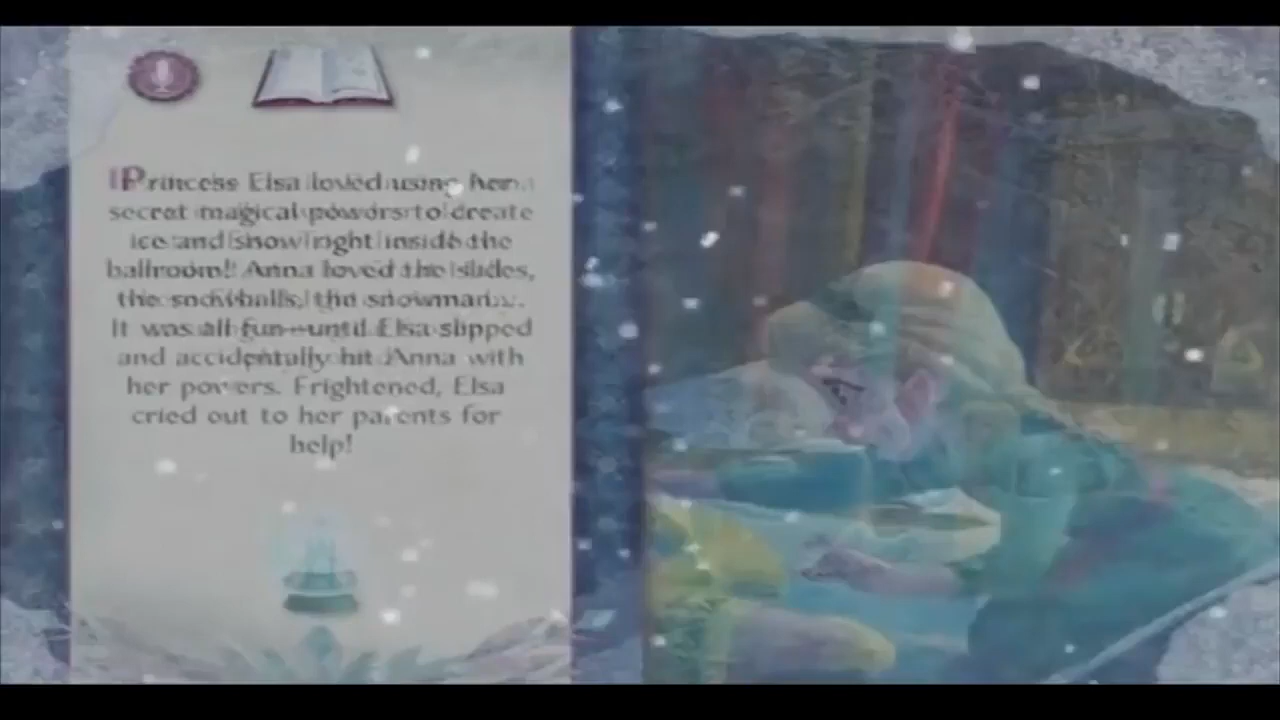 Princess Elsa loved using her
secret magical powers to create
ice and snow right inside the
ballroom! Anna loved the slides,
the snowballs, the snowman...
It was all fun—until Elsa slipped
and accidentally hit Anna with
her powers. Frightened, Elsa
cried out to her parents for
help!